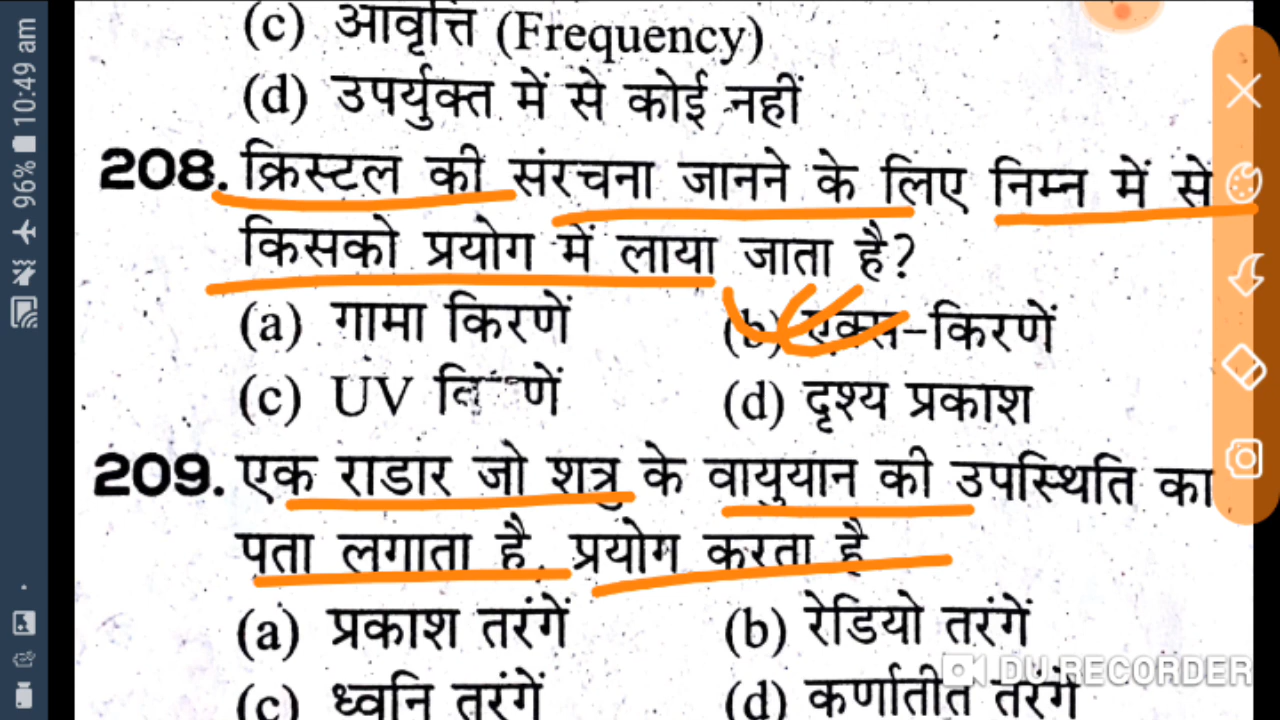 10:49 am
96%
(c) आवृत्ति (Frequency)
(d) उपर्युक्त में से कोई नहीं
208. क्रिस्टल की संरचना जानने के लिए निम्न में से
किसको प्रयोग में लाया जाता है?
(a) गामा किरणें (b) एक्स-किरणें
(c) UV (d) दृश्य प्रकाश
209. एक राडार जो शत्रु के वायुयान की उपस्थिति का
पता लगाता है, प्रयोग करता है
(a) प्रकाश तरंगें (b) रेडियो तरंगें
(c) ध्वनि तरंगें (d) कर्णातीत तरंगें
DU RECORDER